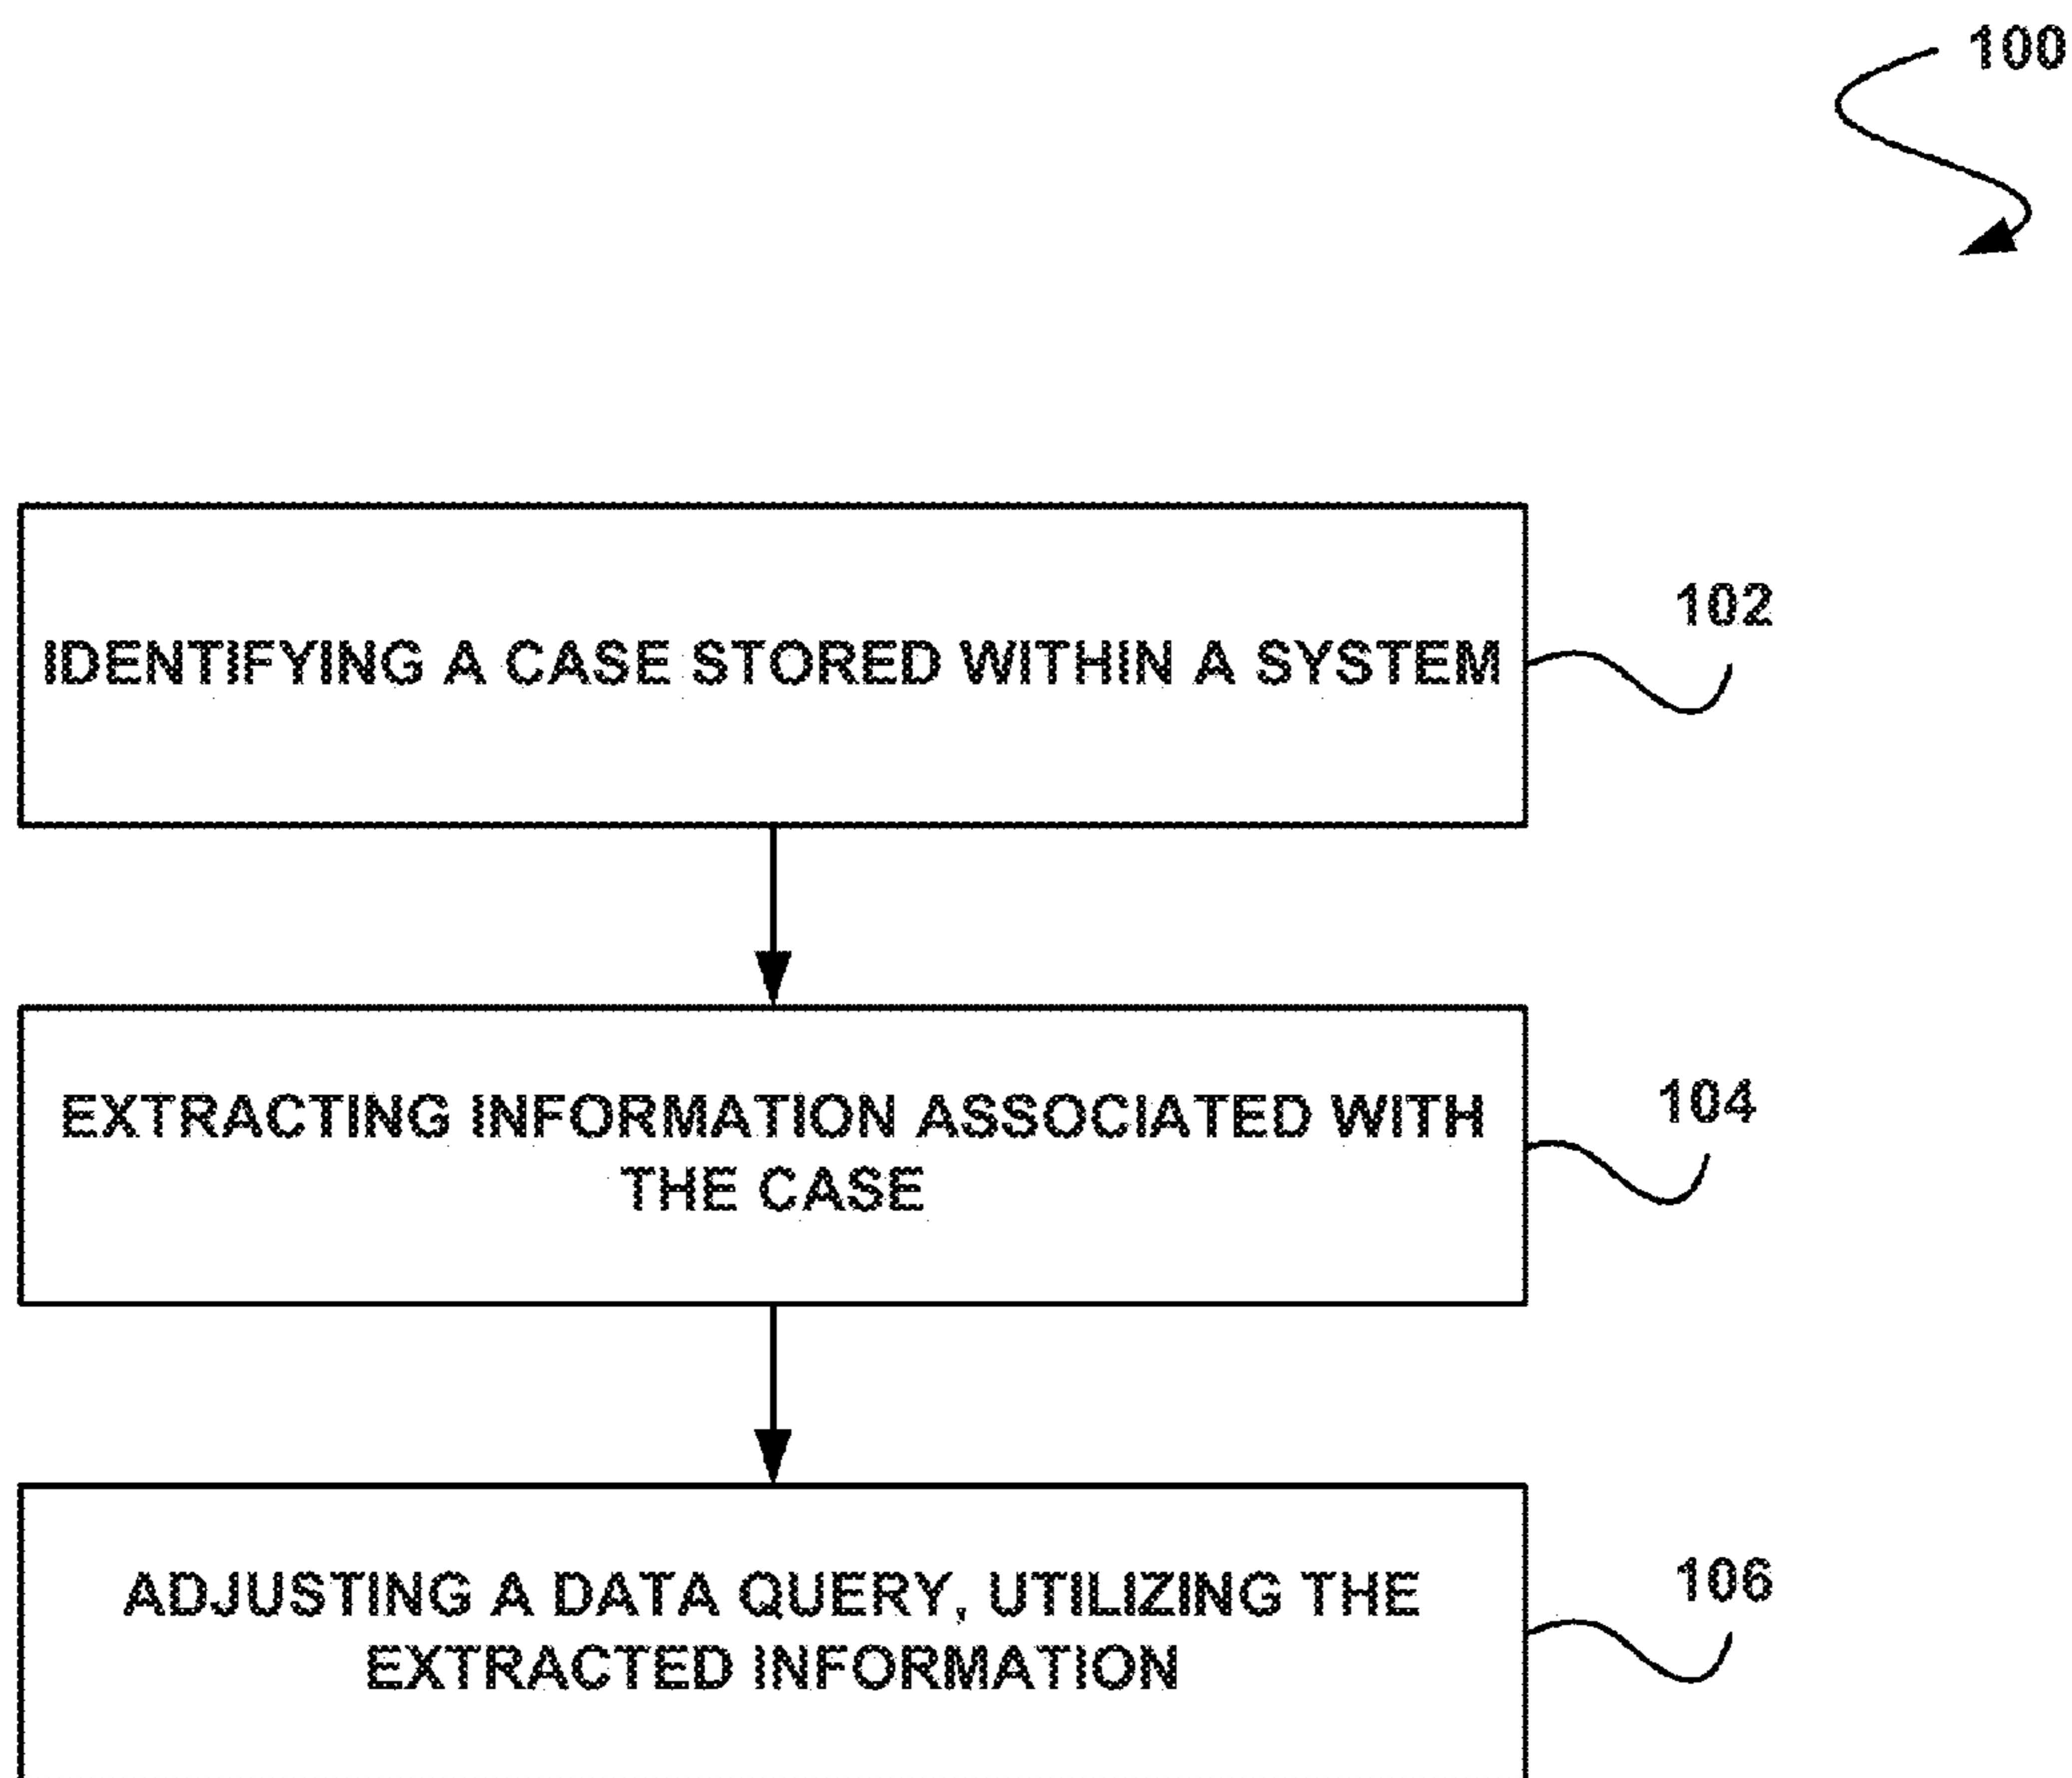 100
IDENTIFYING A CASE STORED WITHIN A SYSTEM
102
EXTRACTING INFORMATION ASSOCIATED WITH
THE CASE
104
ADJUSTING A DATA QUERY, UTILIZING THE
EXTRACTED INFORMATION
106